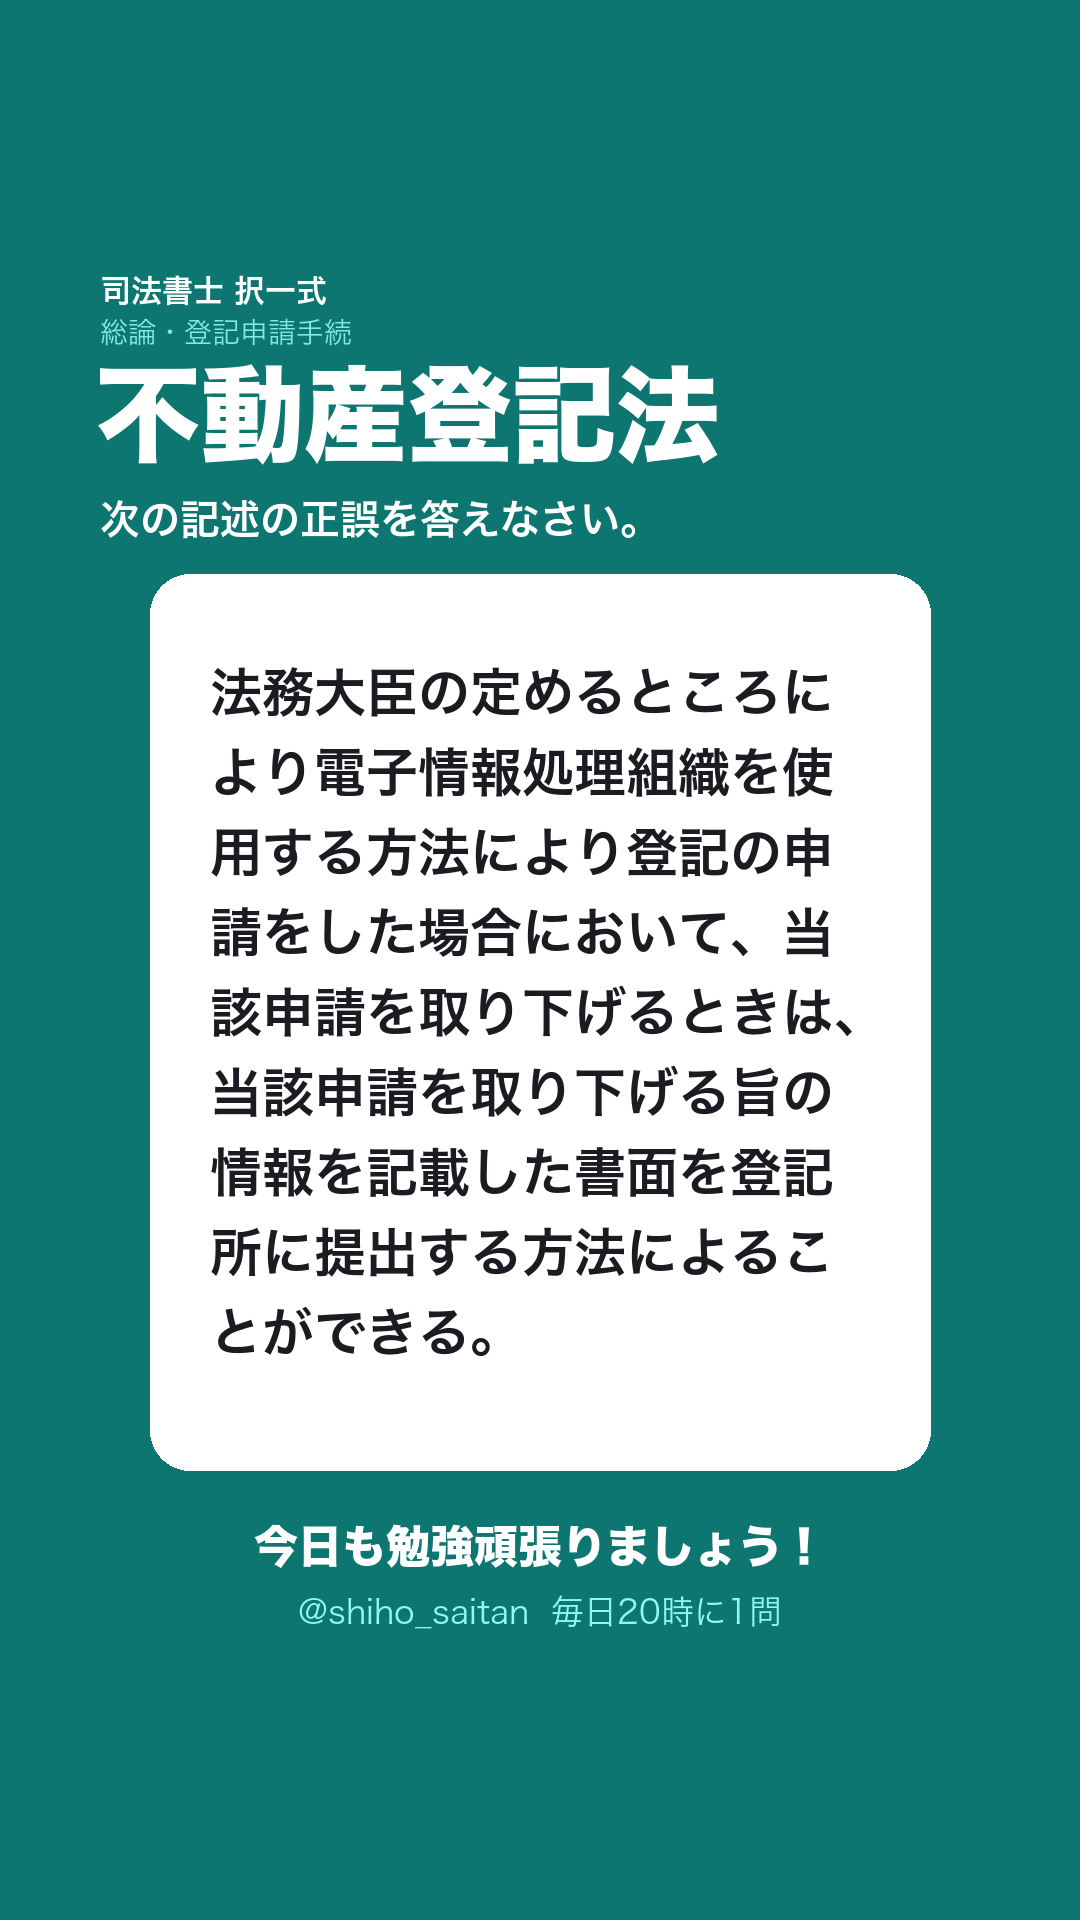 司法書士 択一式
総論・登記申請手続
不動産登記法
次の記述の正誤を答えなさい。
法務大臣の定めるところに
より電子情報処理組織を使
用する方法により登記の申
請をした場合において、当
該申請を取り下げるときは、
当該申請を取り下げる旨の
情報を記載した書面を登記
所に提出する方法によるこ
とができる。
今日も勉強頑張りましょう！
@shiho_saitan 毎日20時に1問